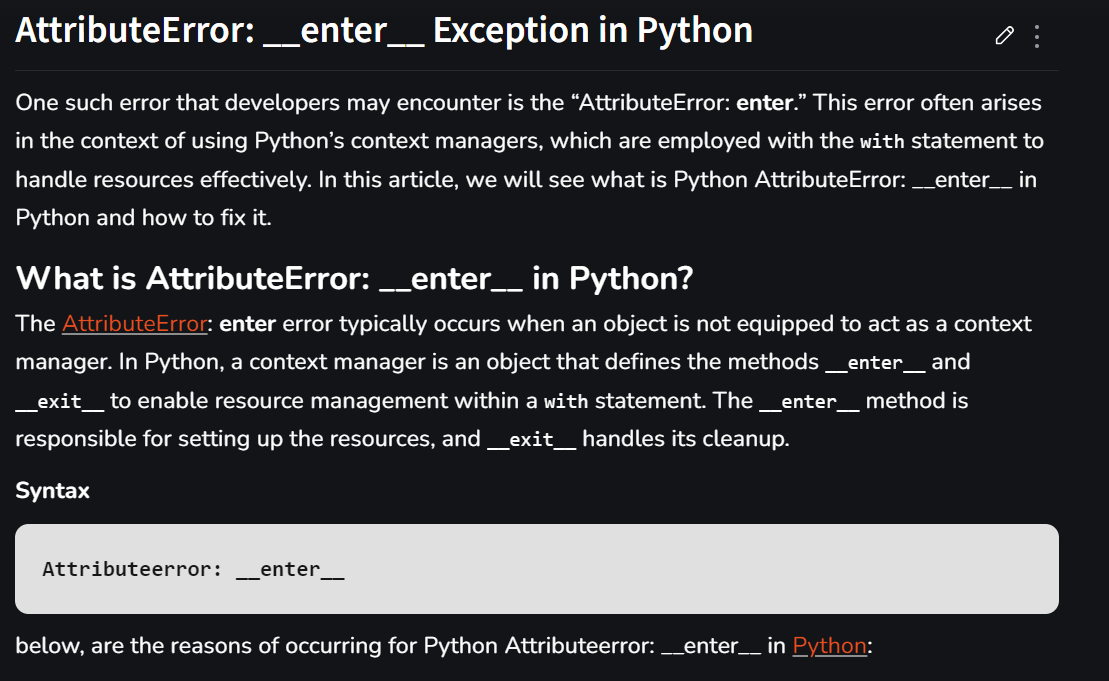 AttributeError: __enter__ Exception in Python
One such error that developers may encounter is the “AttributeError: enter.” This error often arises
in the context of using Python’s context managers, which are employed with the with statement to
handle resources effectively. In this article, we will see what is Python AttributeError: __enter__ in
Python and how to fix it.
What is AttributeError: __enter__ in Python?
The AttributeError: enter error typically occurs when an object is not equipped to act as a context
manager. In Python, a context manager is an object that defines the methods __enter__ and
__exit__ to enable resource management within a with statement. The __enter__ method is
responsible for setting up the resources, and __exit__ handles its cleanup.
Syntax
Attributeerror: __enter__
below, are the reasons of occurring for Python Attributeerror: __enter__ in Python: